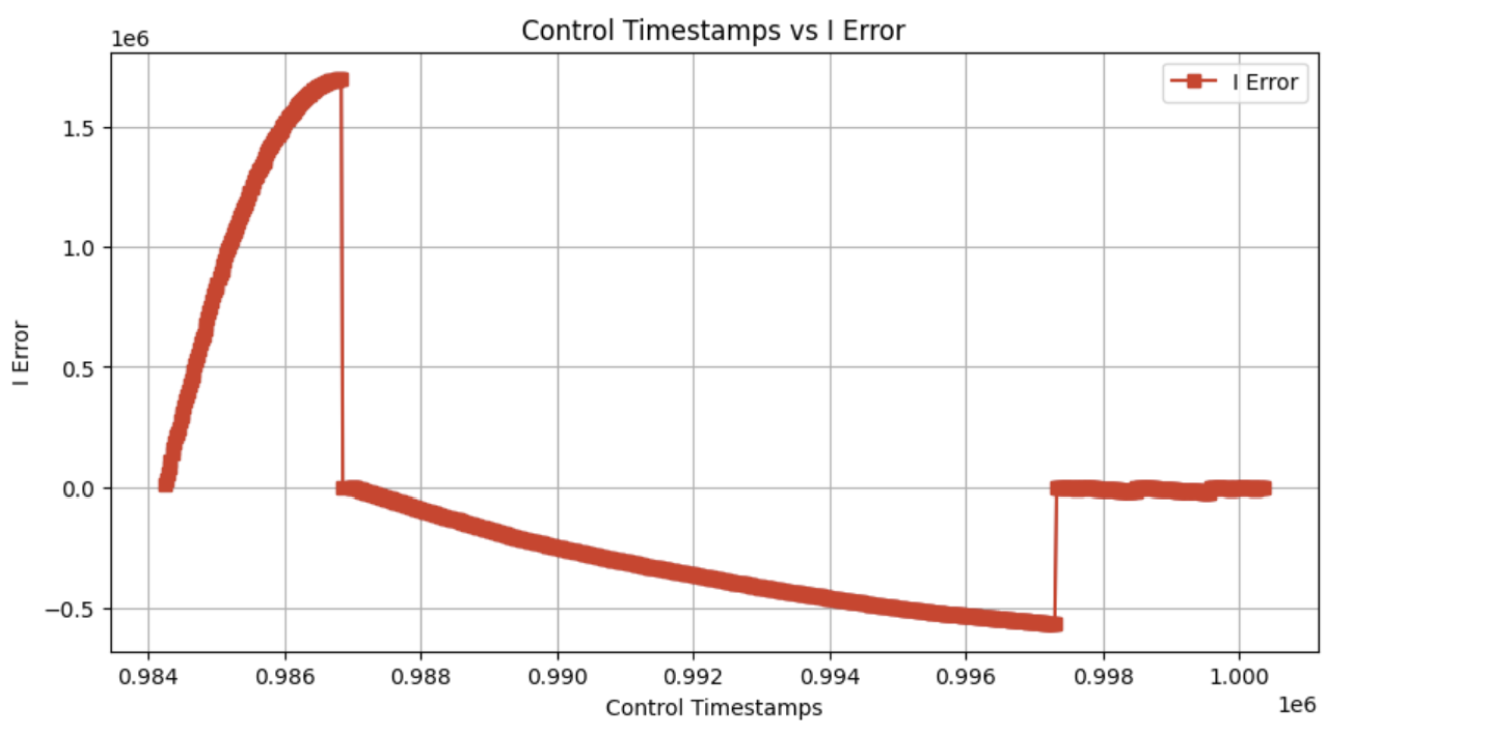 Control Timestamps vs I Error
1e6
I Error
1.5
1.0
0.5
0.0
−0.5
I Error
0.984 0.986 0.988 0.990 0.992 0.994 0.996 0.998 1.000
1e6
Control Timestamps